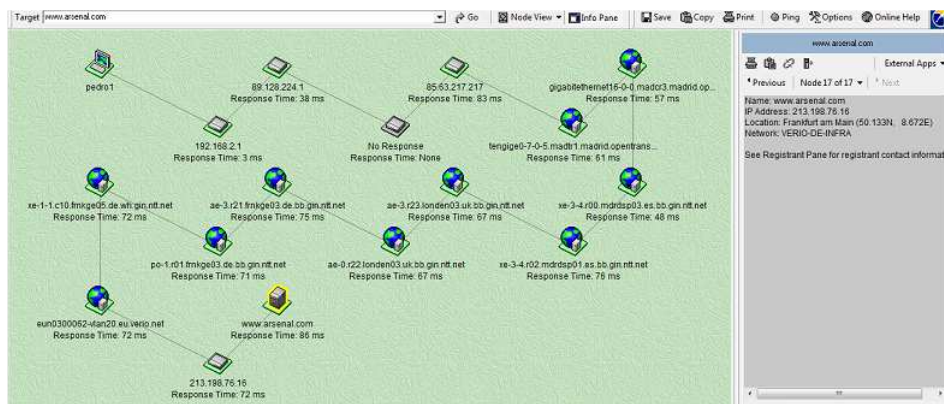 Target www.arsenal.com Go Node View Info Pane Save Copy Print Ping Options Online Help
pedro1
89.128.224.1
Response Time: 38 ms
85.63.217.217
Response Time: 83 ms
gigabitethernet16-0-0.madcr3.madrid.op...
Response Time: 57 ms
192.168.2.1
Response Time: 3 ms
No Response
Response Time: None
tengige0-7-0-5.madtr1.madrid.opentrans...
Response Time: 61 ms
xe-1-1.c10.frnkge05.de.wh.gin.ntt.net
Response Time: 72 ms
ae-3.r21.frnkge03.de.bb.gin.ntt.net
Response Time: 75 ms
ae-3.r23.londen03.uk.bb.gin.ntt.net
Response Time: 67 ms
xe-3-4.r00.mdrdsp03.es.bb.gin.ntt.net
Response Time: 48 ms
po-1.r01.frnkge03.de.bb.gin.ntt.net
Response Time: 71 ms
ae-0.r22.londen03.uk.bb.gin.ntt.net
Response Time: 67 ms
xe-3-4.r02.mdrdsp01.es.bb.gin.ntt.net
Response Time: 76 ms
eun0300062-vlan20.eu.verio.net
Response Time: 72 ms
www.arsenal.com
Response Time: 86 ms
213.198.76.16
Response Time: 72 ms
www.arsenal.com
External Apps
Previous Node 17 of 17 Next
Name: www.arsenal.com
IP Address: 213.198.76.16
Location: Frankfurt am Main (50.133N, 8.672E)
Network: VERIO-DE-INFRA
See Registrant Pane for registrant contact informat